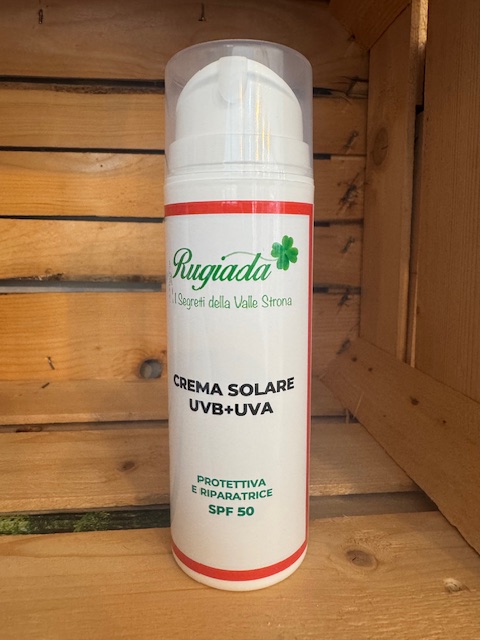 Rugiada
I Segreti della Valle Strona
CREMA SOLARE
UVB+UVA
PROTETTIVA
E RIPARATRICE
SPF 50